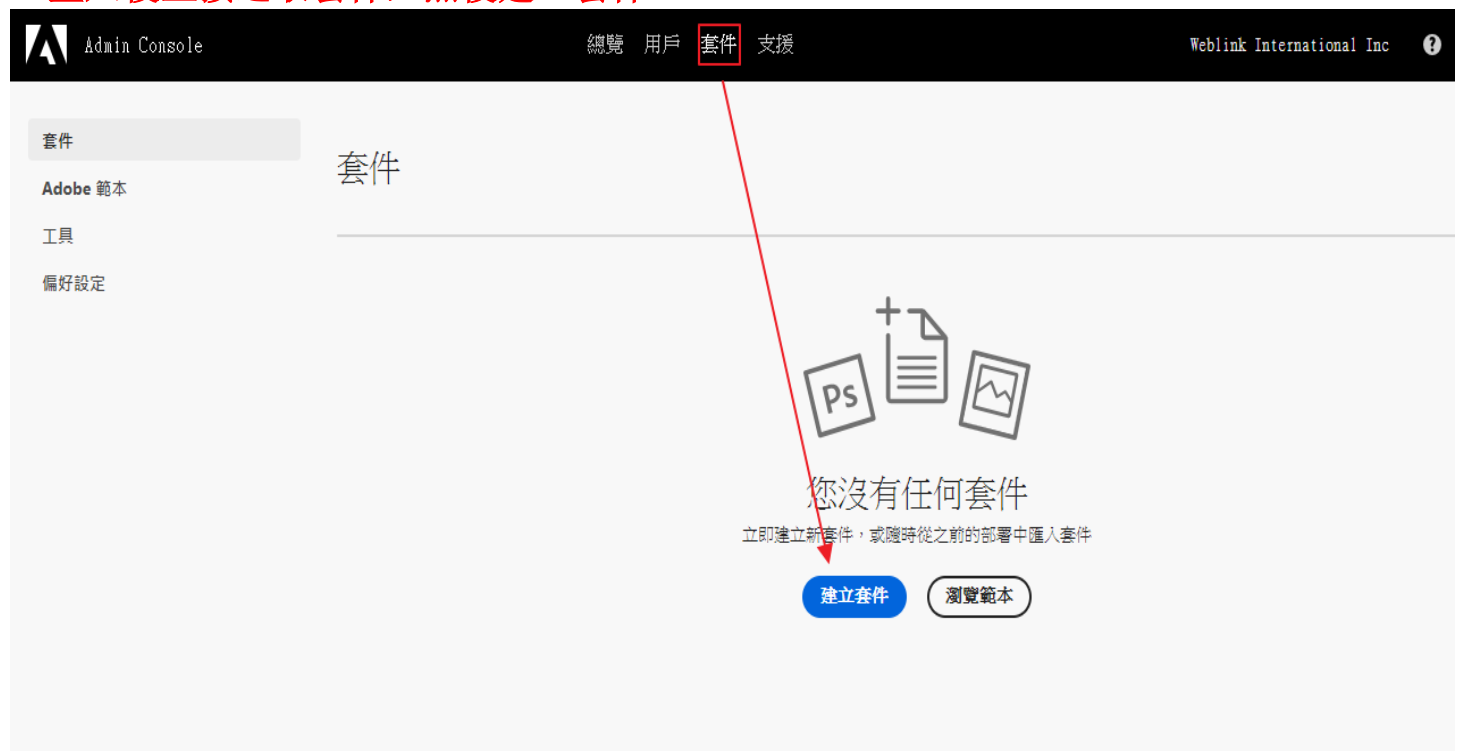 Admin Console
總覽 用戶 套件 支援
Weblink International Inc
套件
Adobe 範本
工具
偏好設定
套件
Ps
您沒有任何套件
立即建立新套件，或隨時從之前的部署中匯入套件
建立套件
瀏覽範本